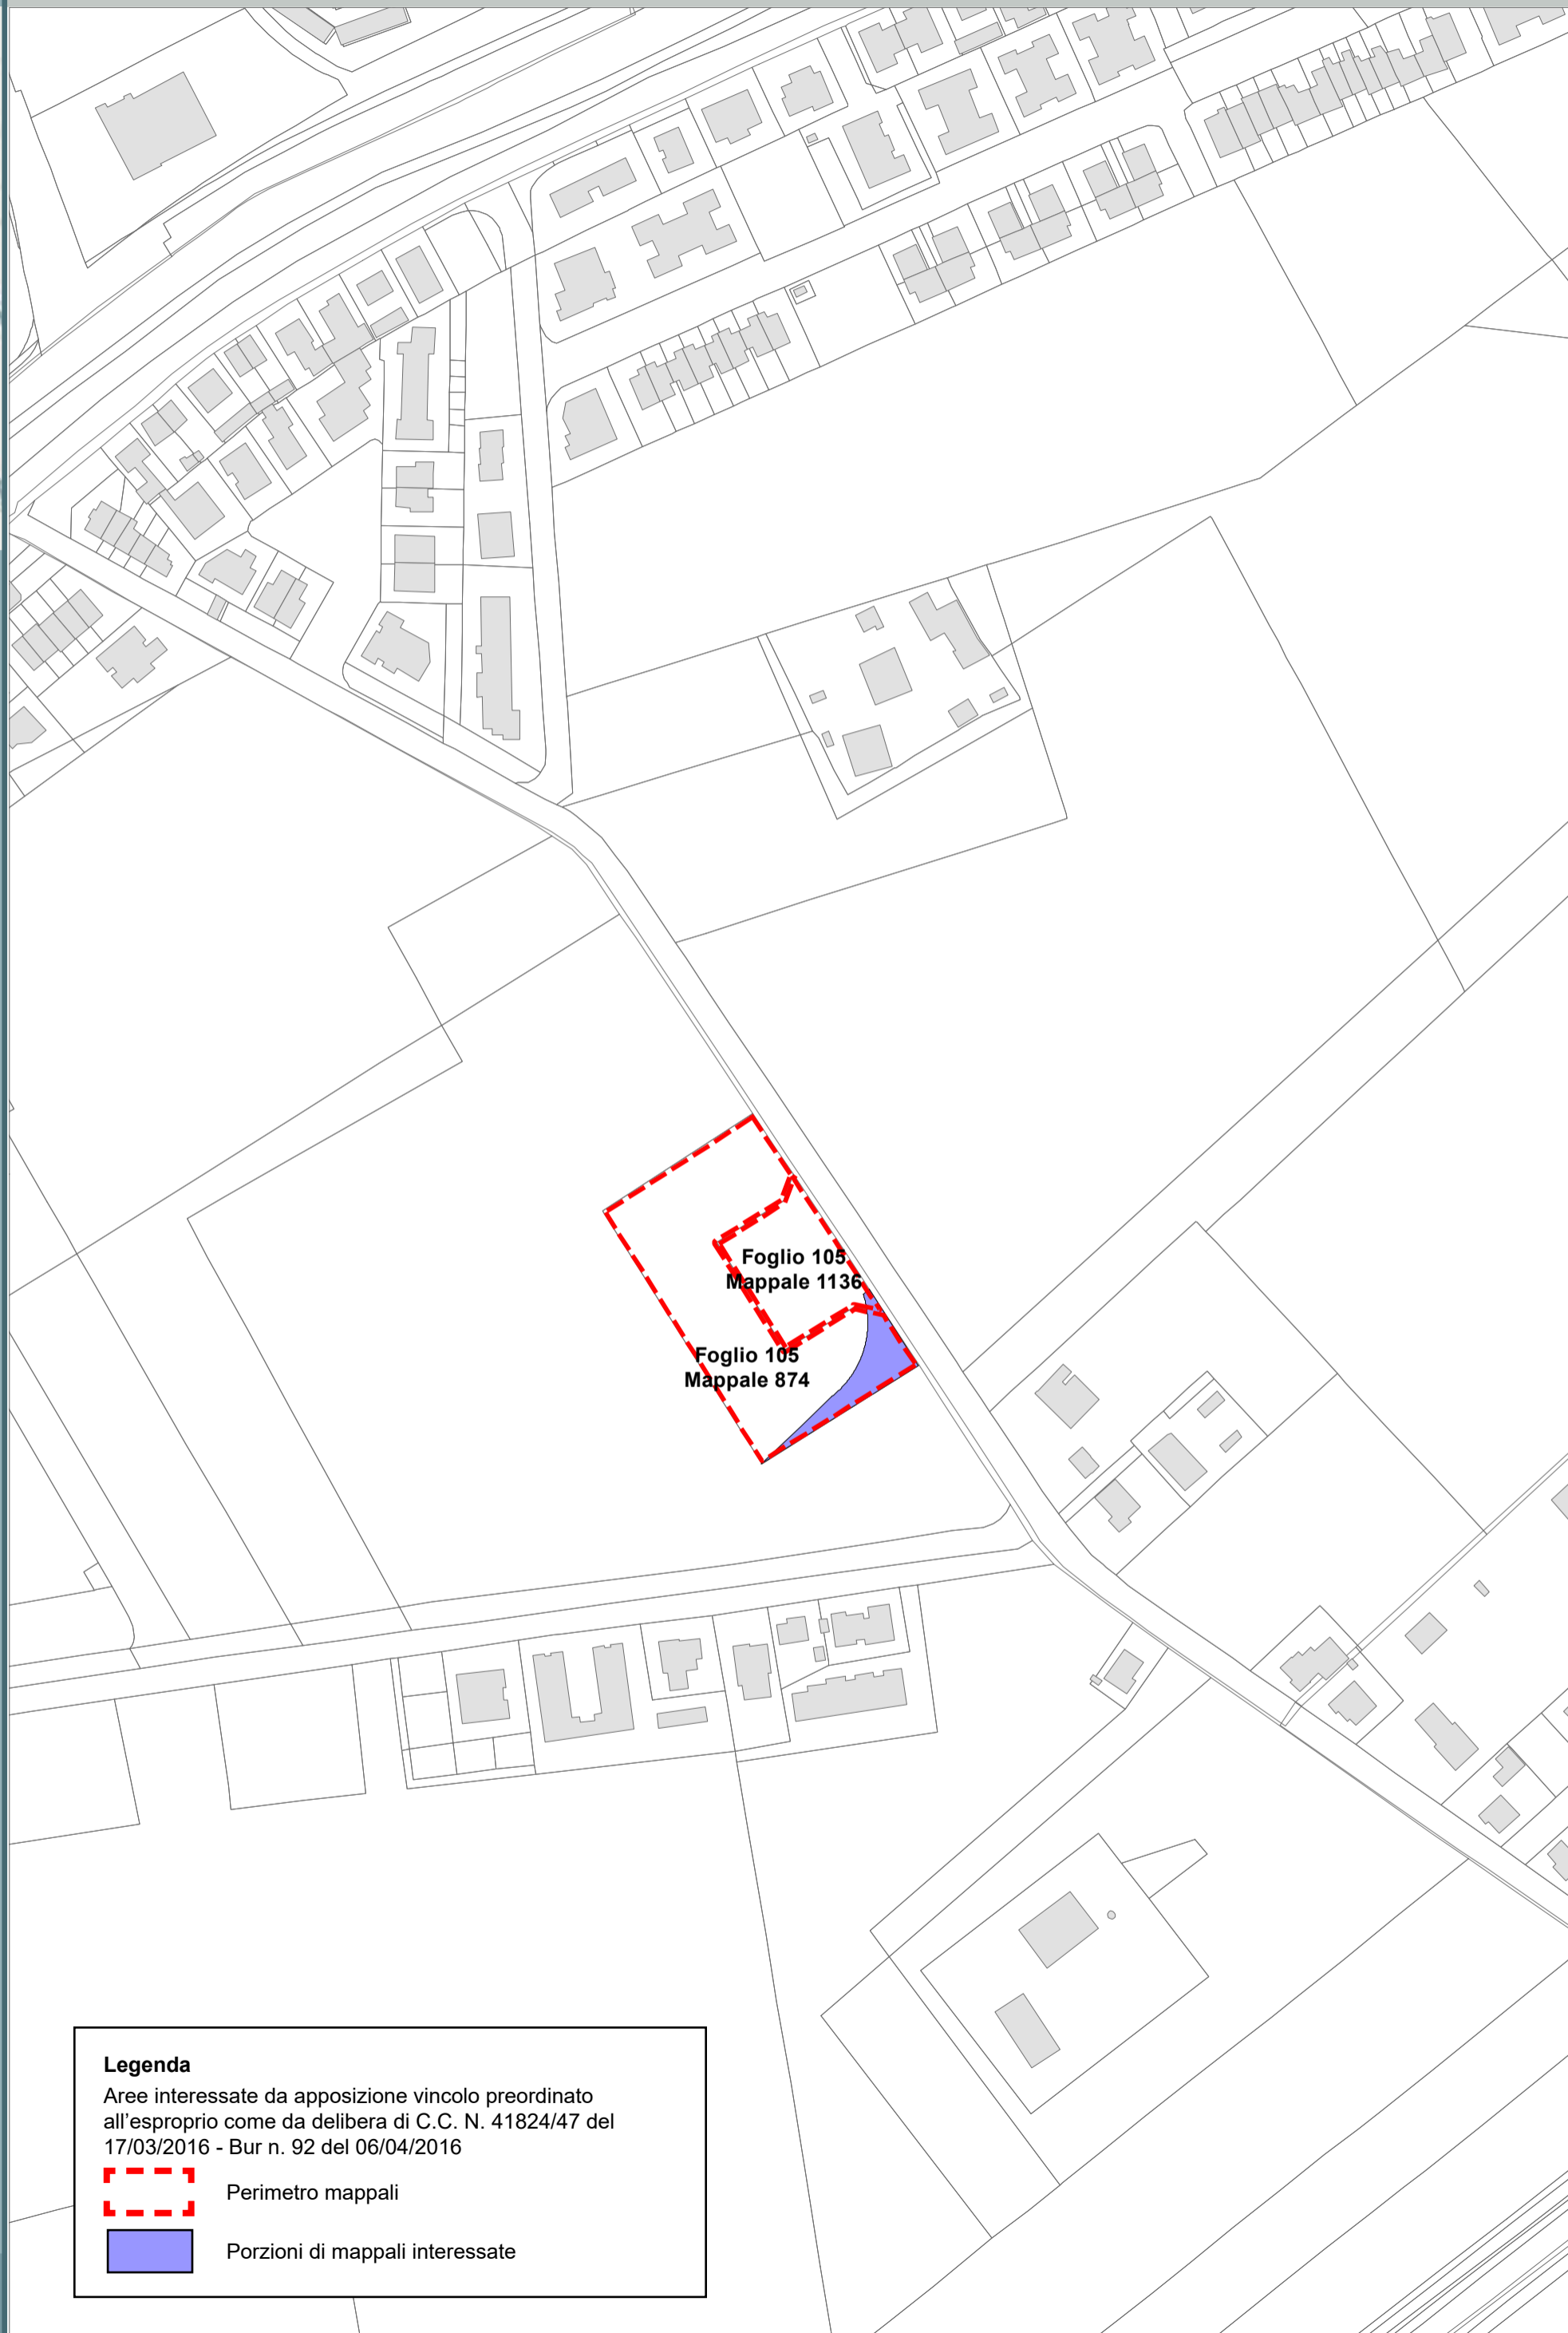 Foglio 105
Mappale 1136
Foglio 105
Mappale 874
Legenda
Aree interessate da apposizione vincolo preordinato
all'esproprio come da delibera di C.C. N. 41824/47 del
17/03/2016 - Bur n. 92 del 06/04/2016
Perimetro mappali
Porzioni di mappali interessate